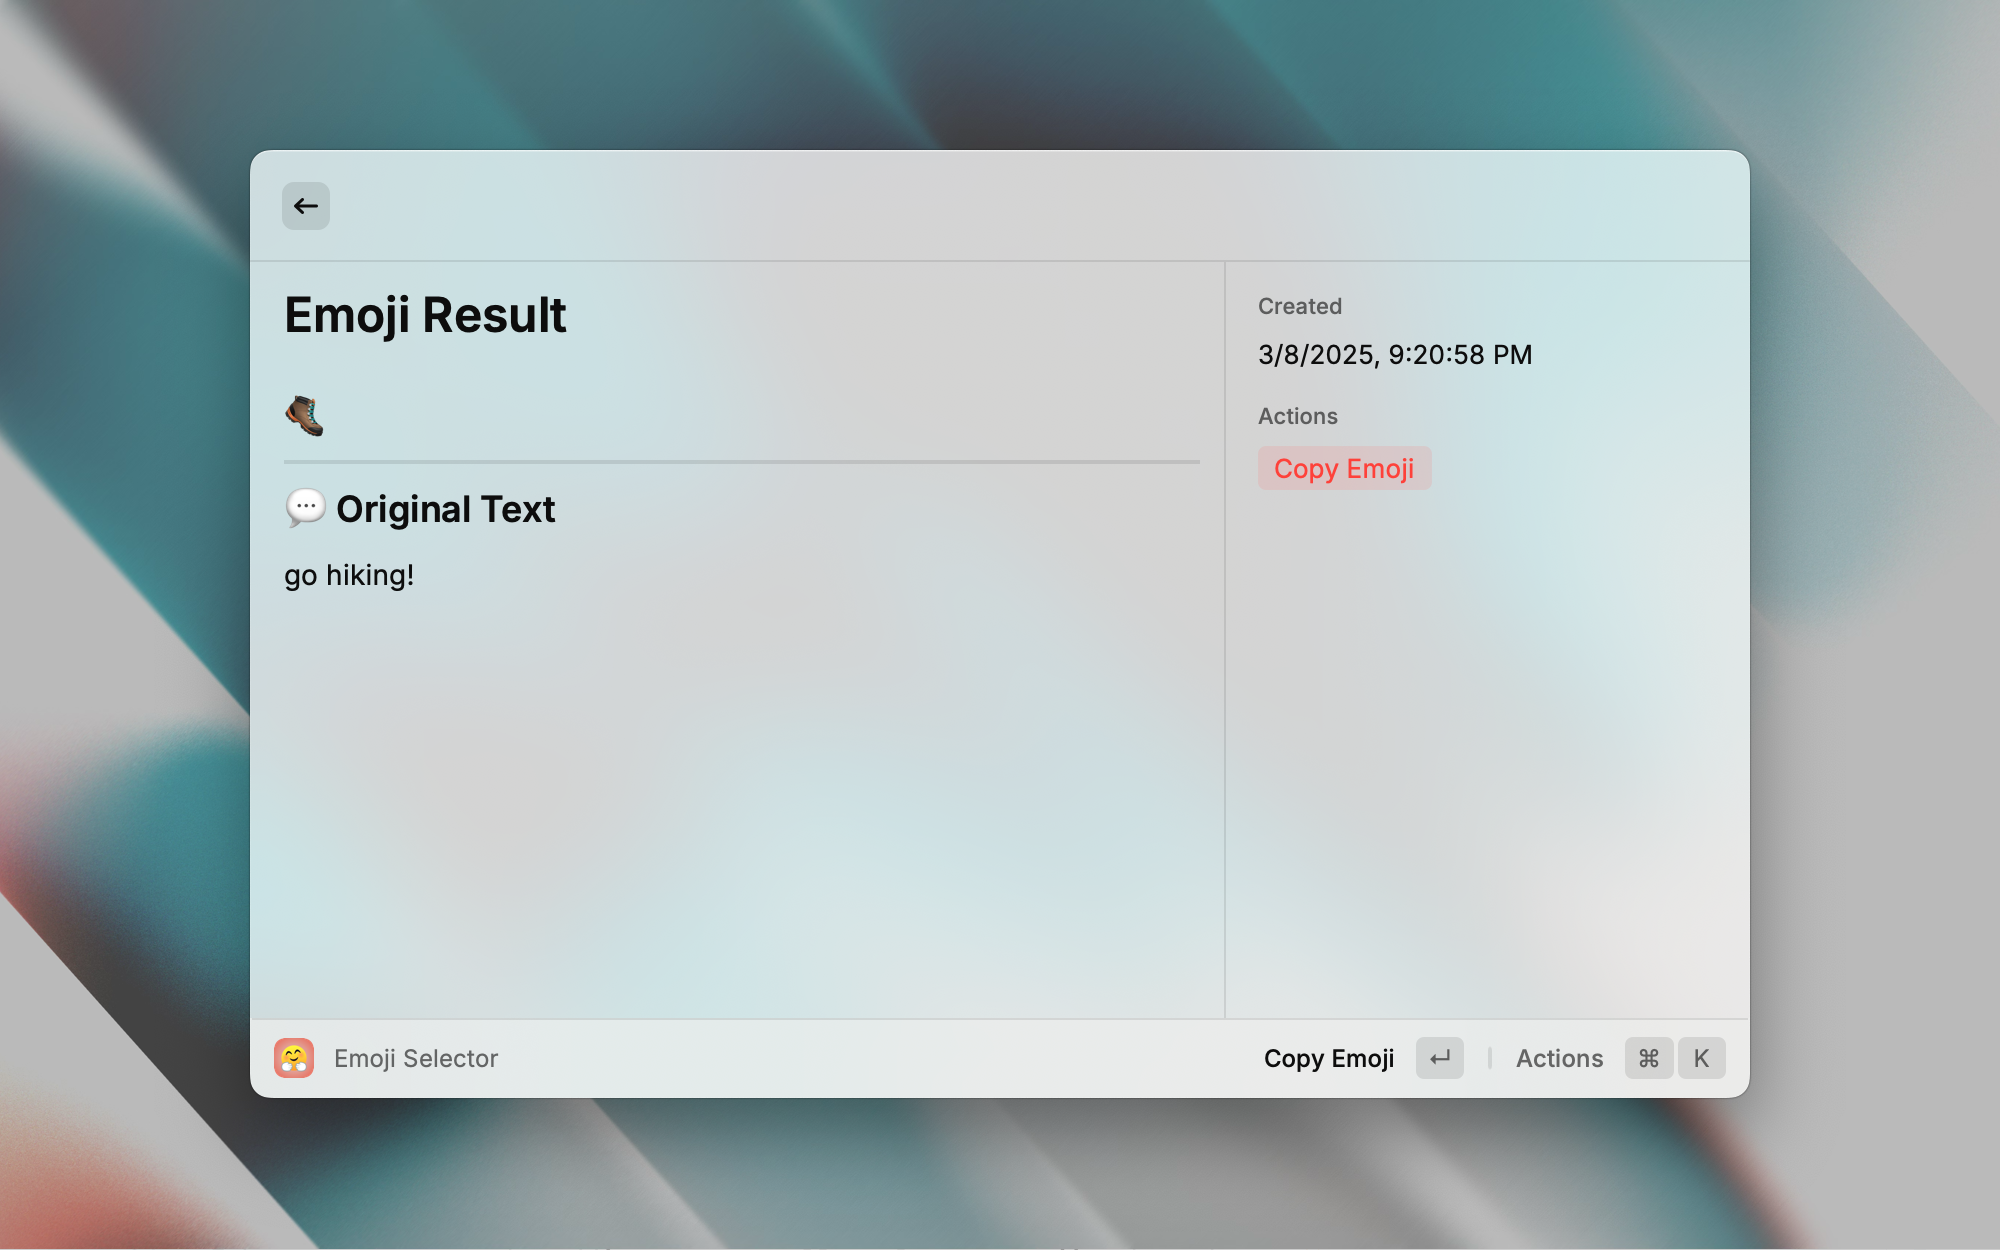 Emoji Result
🥾
💬 Original Text
go hiking!
Created
3/8/2025, 9:20:58 PM
Actions
Copy Emoji
Emoji Selector
Copy Emoji ↵ | Actions ⌘ K